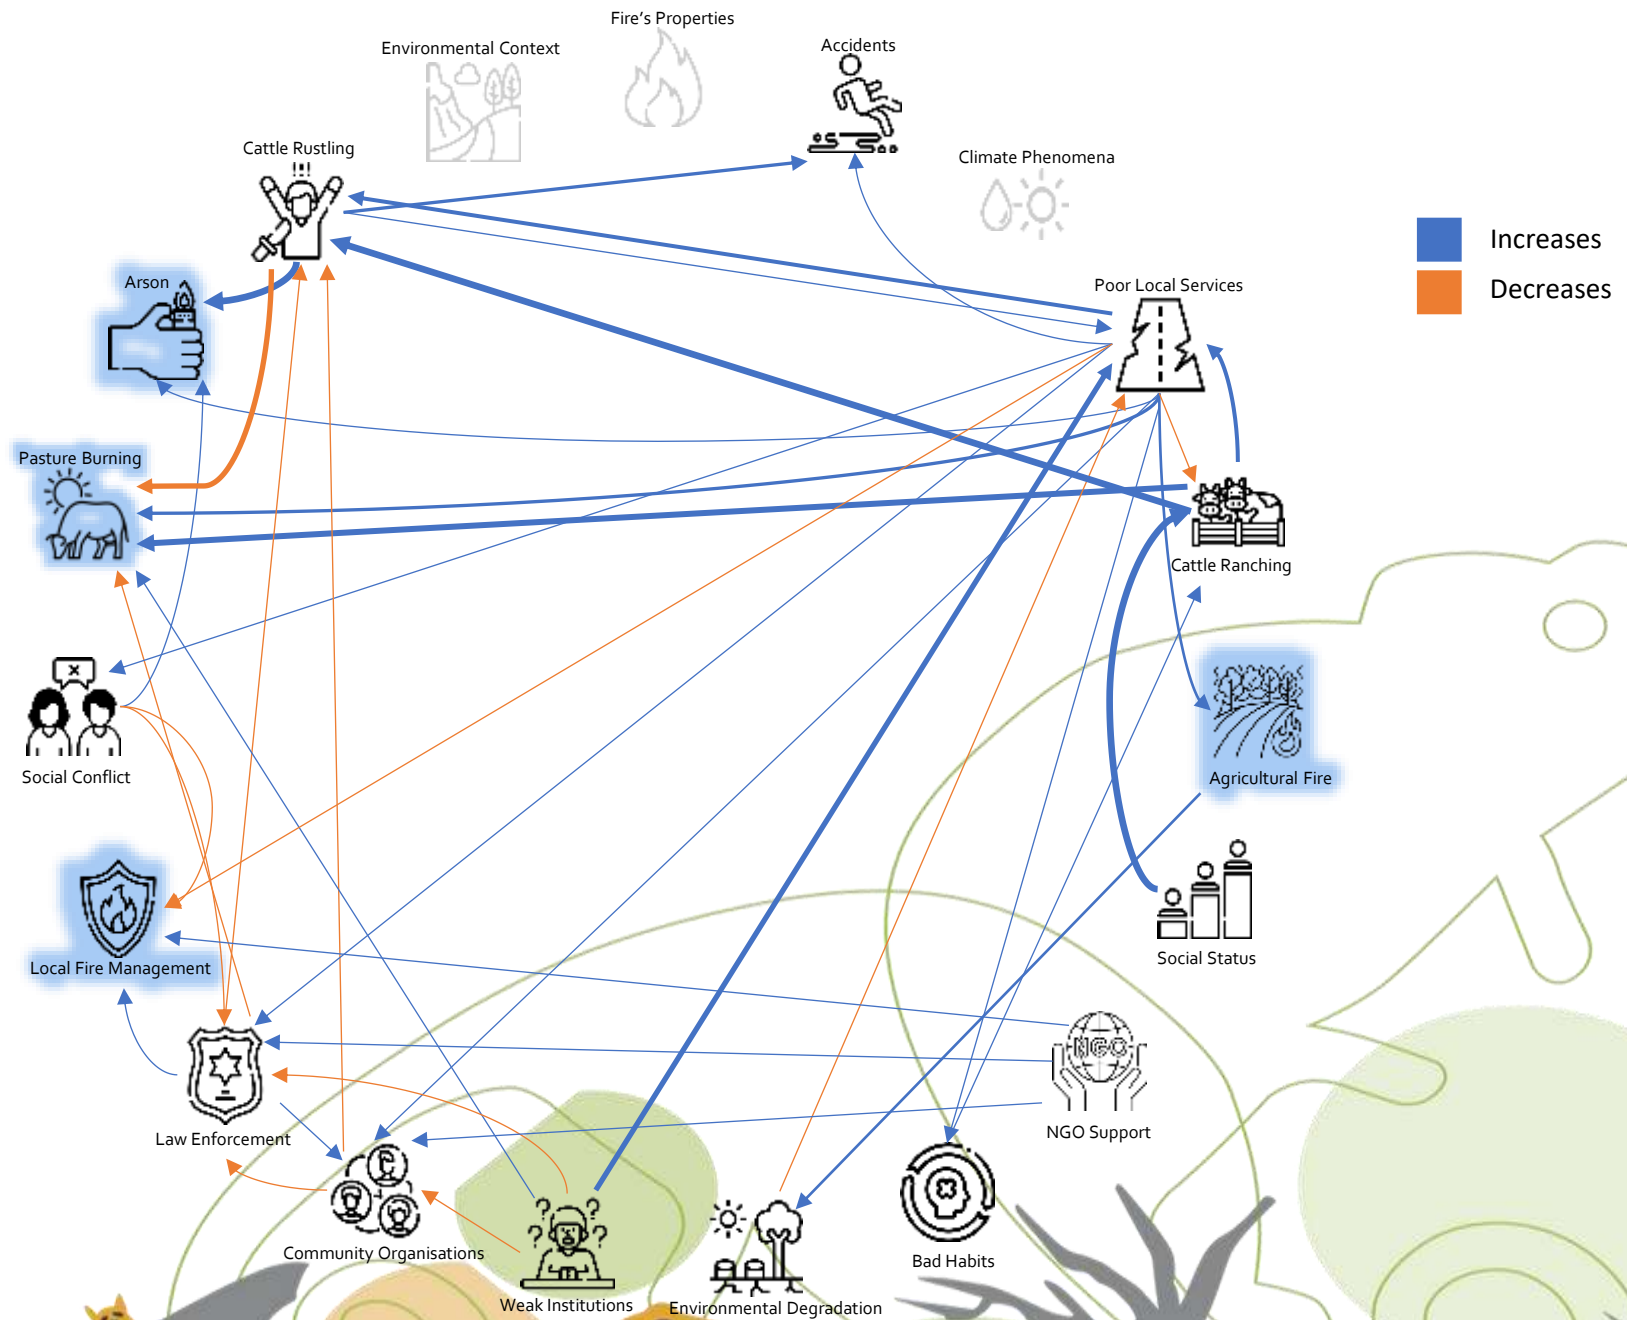 Fire's Properties
Environmental Context
Accidents
Cattle Rustling
Climate Phenomena
Increases
Decreases
Arson
Poor Local Services
Pasture Burning
Cattle Ranching
Social Conflict
Agricultural Fire
Local Fire Management
Social Status
NGO
Law Enforcement
NGO Support
Community Organisations
Bad Habits
Weak Institutions
Environmental Degradation